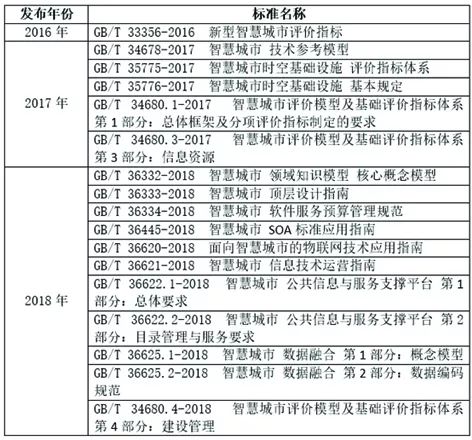 发布年份 标准名称
2016 年 GB/T 33356-2016 新型智慧城市评价指标
2017 年
GB/T 34678-2017 智慧城市 技术参考模型
GB/T 35775-2017 智慧城市时空基础设施 评价指标体系
GB/T 35776-2017 智慧城市时空基础设施 基本规定
GB/T 34680.1-2017 智慧城市评价模型及基础评价指标体系
第 1 部分：总体框架及分项评价指标制定的要求
GB/T 34680.3-2017 智慧城市评价模型及基础评价指标体系
第 3 部分：信息资源
2018 年
GB/T 36332-2018 智慧城市 领域知识模型 核心概念模型
GB/T 36333-2018 智慧城市 顶层设计指南
GB/T 36334-2018 智慧城市 软件服务预算管理规范
GB/T 36445-2018 智慧城市 SOA 标准应用指南
GB/T 36620-2018 面向智慧城市的物联网技术应用指南
GB/T 36621-2018 智慧城市 信息技术运营指南
GB/T 36622.1-2018 智慧城市 公共信息与服务支撑平台 第 1
部分：总体要求
GB/T 36622.2-2018 智慧城市 公共信息与服务支撑平台 第 2
部分：目录管理与服务要求
GB/T 36625.1-2018 智慧城市 数据融合 第 1 部分：概念模型
GB/T 36625.2-2018 智慧城市 数据融合 第 2 部分：数据编码
规范
GB/T 34680.4-2018 智慧城市评价模型及基础评价指标体系
第 4 部分：建设管理